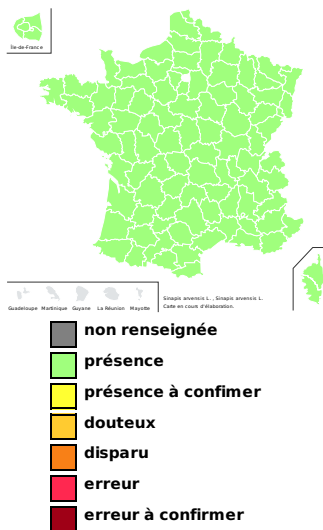 Île-de-France
Guadeloupe Martinique Guyane La Réunion Mayotte
Sinapis arvensis L. , Sinapis arvensis L.
Carte en cours d'élaboration.
non renseignée
présence
présence à confimer
douteux
disparu
erreur
erreur à confirmer